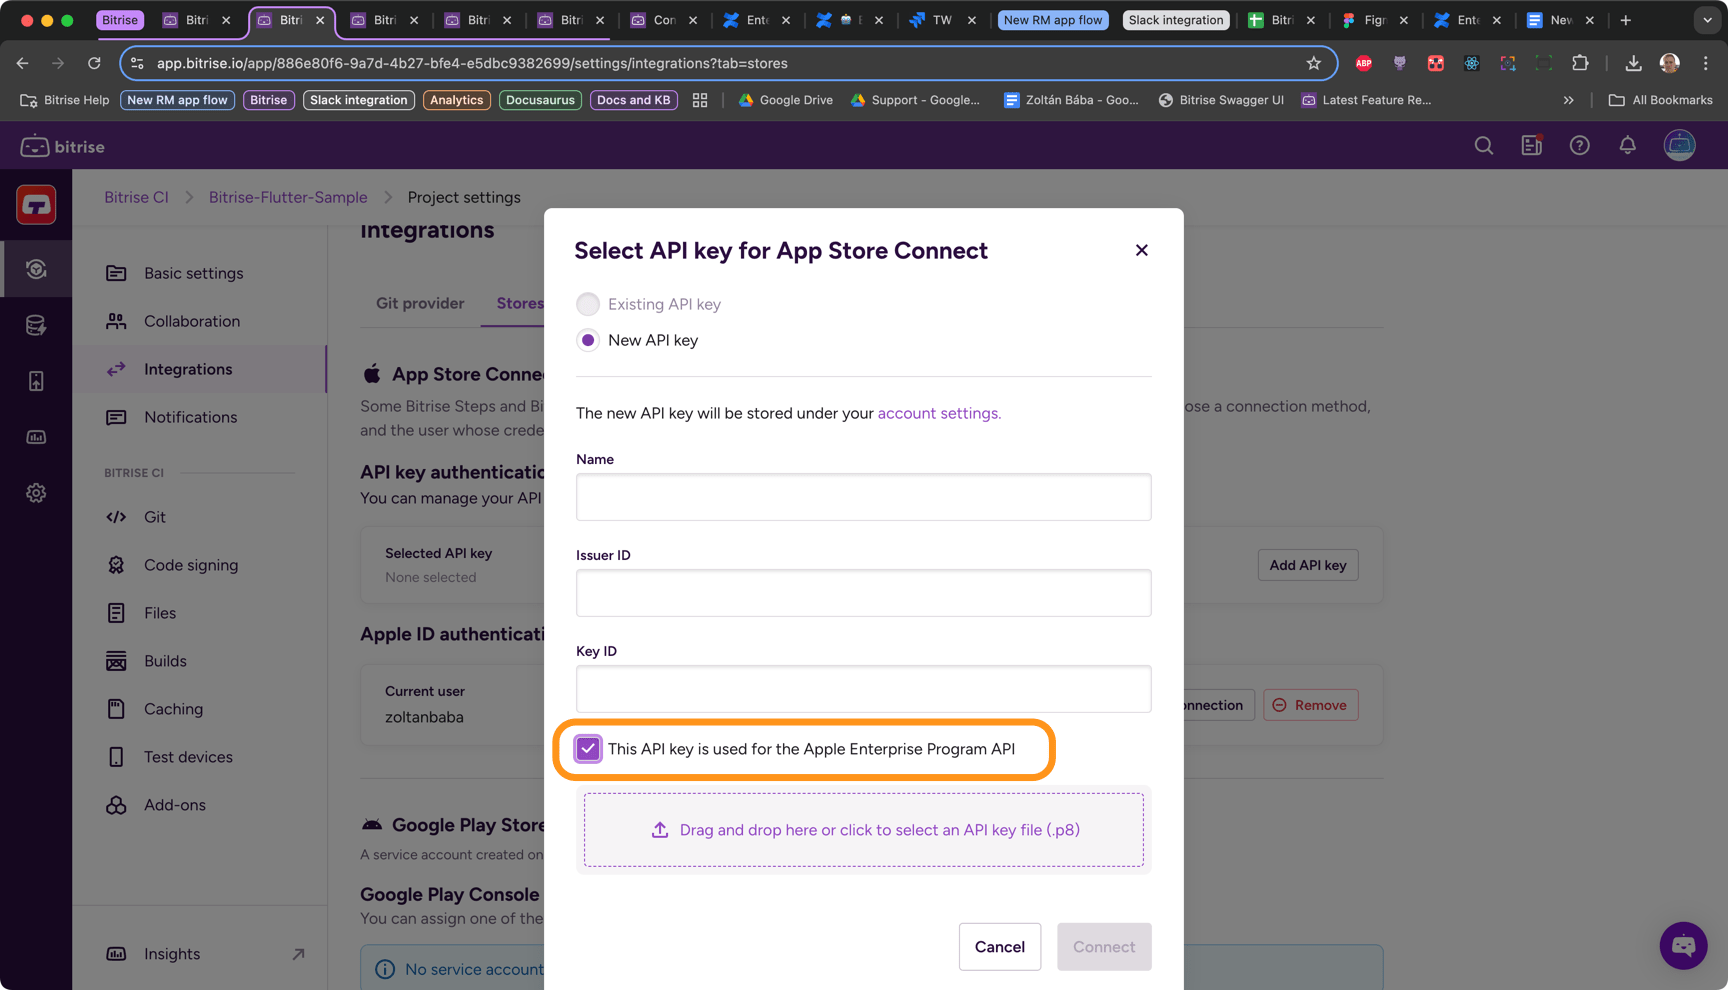 Bitrise
Bitri
Bitri
Bitri
Bitri
Bitri
Con
Ente
E
TW
New RM app flow
Slack integration
Bitri
Figm
Ente
New
app.bitrise.io/app/886e80f6-9a7d-4b27-bfe4-e5dbc9382699/settings/integrations?tab=stores
ABP
Bitrise Help
New RM app flow
Bitrise
Slack integration
Analytics
Docusaurus
Docs and KB
Google Drive
Support - Google...
Zoltán Bába - Goo...
Bitrise Swagger UI
Latest Feature Re...
All Bookmarks
bitrise
Bitrise CI
Bitrise-Flutter-Sample
Project settings
Basic settings
Collaboration
Integrations
Notifications
BITRISE CI
Git
Code signing
Files
Builds
Caching
Test devices
Add-ons
Insights
Integrations
Git provider
Stores
App Store Conne
Some Bitrise Steps and Bi
ose a connection method,
and the user whose crede
API key authenticatio
You can manage your API
Selected API key
None selected
Add API key
Apple ID authenticati
Current user
zoltanbaba
onnection
Remove
Google Play Store
A service account created on
Google Play Console
You can assign one of the
No service account
Select API key for App Store Connect
Existing API key
New API key
The new API key will be stored under your account settings.
Name
Issuer ID
Key ID
This API key is used for the Apple Enterprise Program API
Drag and drop here or click to select an API key file (.p8)
Cancel
Connect